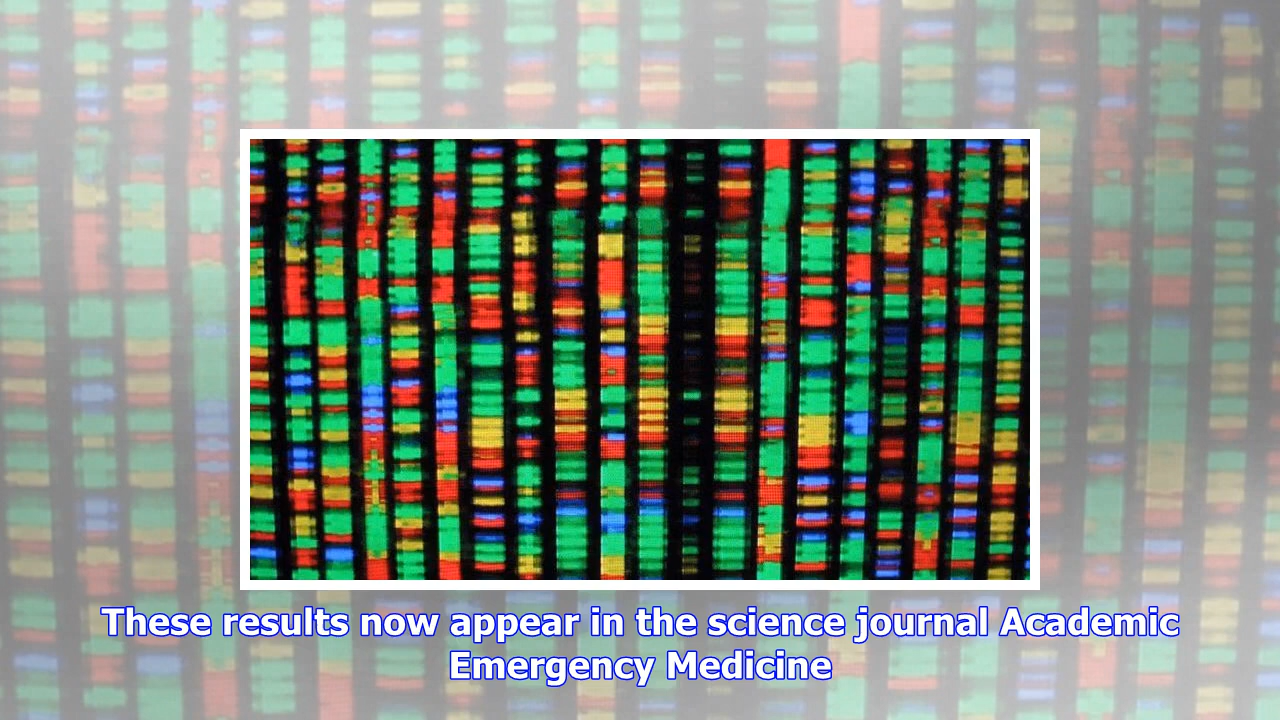 These results now appear in the science journal Academic
Emergency Medicine